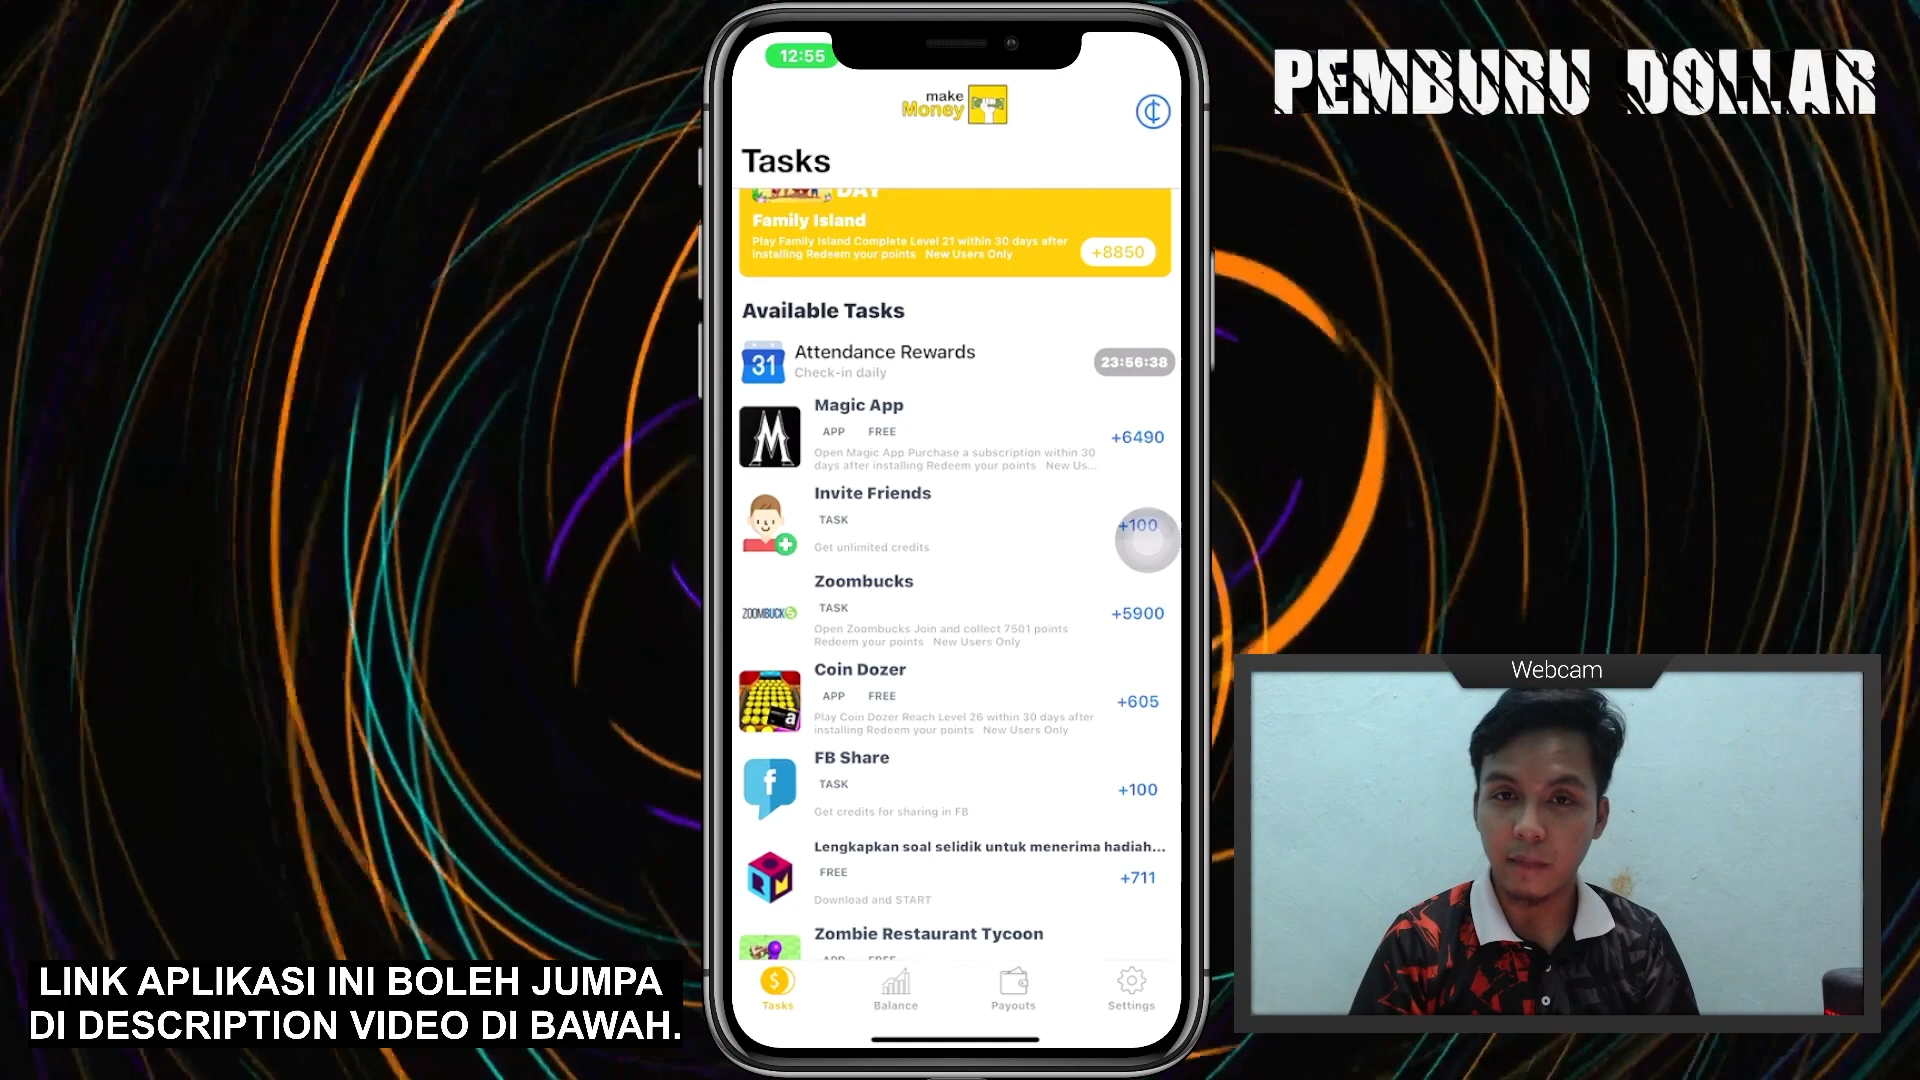 PEMBURU DOLLAR
12:55
make
Money
Tasks
DAY
Family Island
Play Family Island Complete Level 21 within 30 days after
installing Redeem your points New Users Only
+8850
Available Tasks
31
Attendance Rewards
Check-in daily
23:56:38
Magic App
APP FREE
+6490
Open Magic App Purchase a subscription within 30
days after installing Redeem your points New Us...
Invite Friends
TASK
+100
Get unlimited credits
Zoombucks
TASK
ZOOMBUCKS
+5900
Open Zoombucks Join and collect 7501 points
Redeem your points New Users Only
Coin Dozer
APP FREE
a
+605
Play Coin Dozer Reach Level 26 within 30 days after
installing Redeem your points New Users Only
FB Share
TASK
f
+100
Get credits for sharing in FB
Lengkapkan soal selidik untuk menerima hadiah...
FREE
RM
+711
Download and START
Zombie Restaurant Tycoon
APP FREE
Tasks
Balance
Payouts
Settings
Webcam
LINK APLIKASI INI BOLEH JUMPA
DI DESCRIPTION VIDEO DI BAWAH.